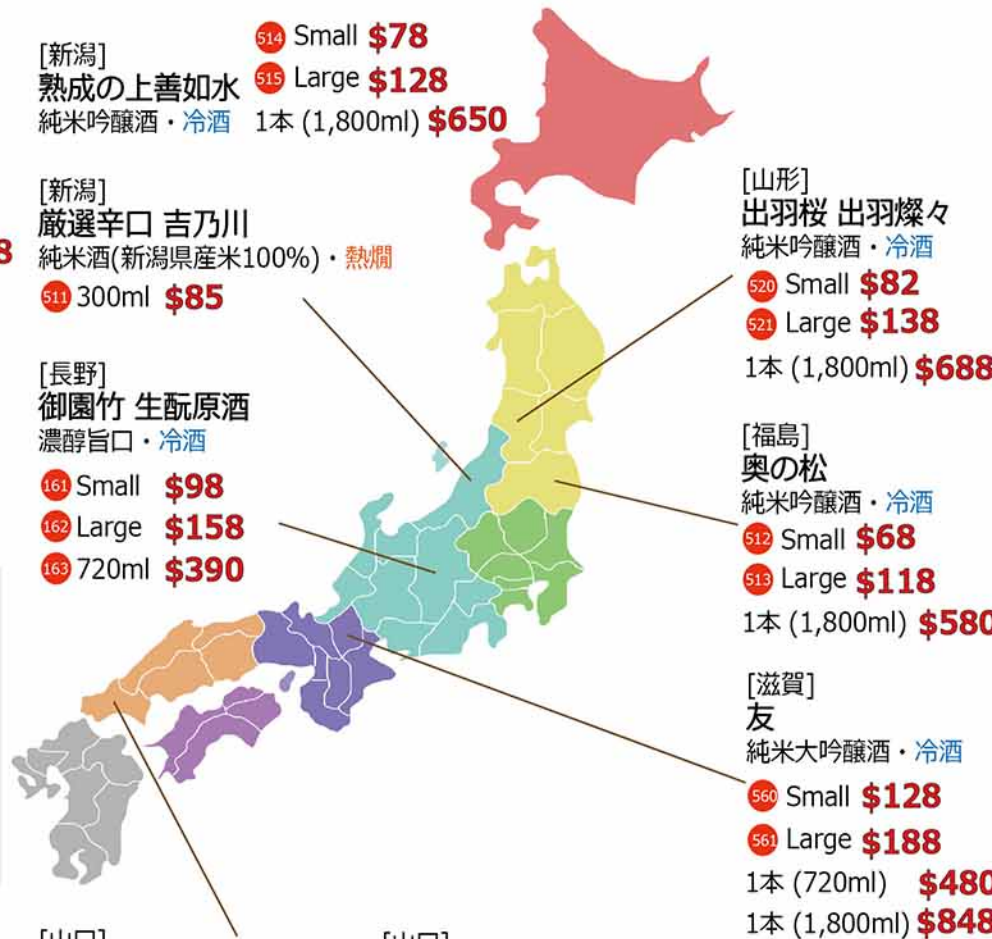 [新潟]
熟成の上善如水
純米吟醸酒・冷酒
514 Small $78
515 Large $128
1本 (1,800ml) $650
[新潟]
厳選辛口 吉乃川
純米酒(新潟県産米100%)・熱燗
511 300ml $85
8
[長野]
御園竹 生酛原酒
濃醇旨口・冷酒
161 Small $98
162 Large $158
163 720ml $390
[山形]
出羽桜 出羽燦々
純米吟醸酒・冷酒
520 Small $82
521 Large $138
1本 (1,800ml) $688
[福島]
奥の松
純米吟醸酒・冷酒
512 Small $68
513 Large $118
1本 (1,800ml) $580
[滋賀]
友
純米大吟醸酒・冷酒
560 Small $128
561 Large $188
1本 (720ml) $480
1本 (1,800ml) $848
[山口]
[山口]